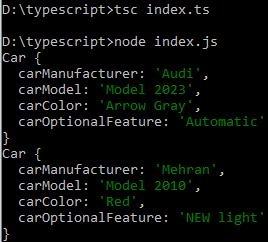 D:\typescript>tsc index.ts
D:\typescript>node index.js
Car {
carManufacturer: 'Audi',
carModel: 'Model 2023',
carColor: 'Arrow Gray',
carOptionalFeature: 'Automatic'
}
Car {
carManufacturer: 'Mehran',
carModel: 'Model 2010',
carColor: 'Red',
carOptionalFeature: 'NEW light'
}